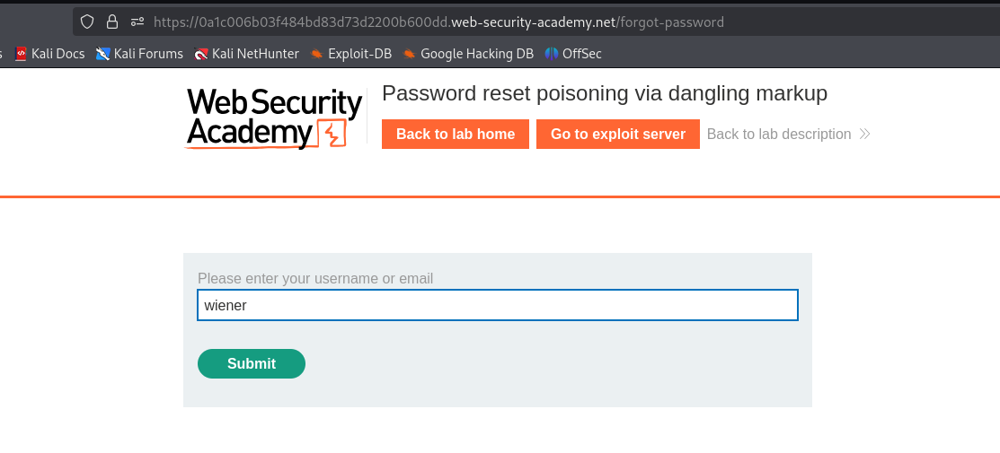 https://0a1c006b03f484bd83d73d2200b600dd.web-security-academy.net/forgot-password
s Kali Docs Kali Forums Kali NetHunter Exploit-DB Google Hacking DB OffSec
Web Security
Academy
Password reset poisoning via dangling markup
Back to lab home Go to exploit server Back to lab description
Please enter your username or email
wiener
Submit